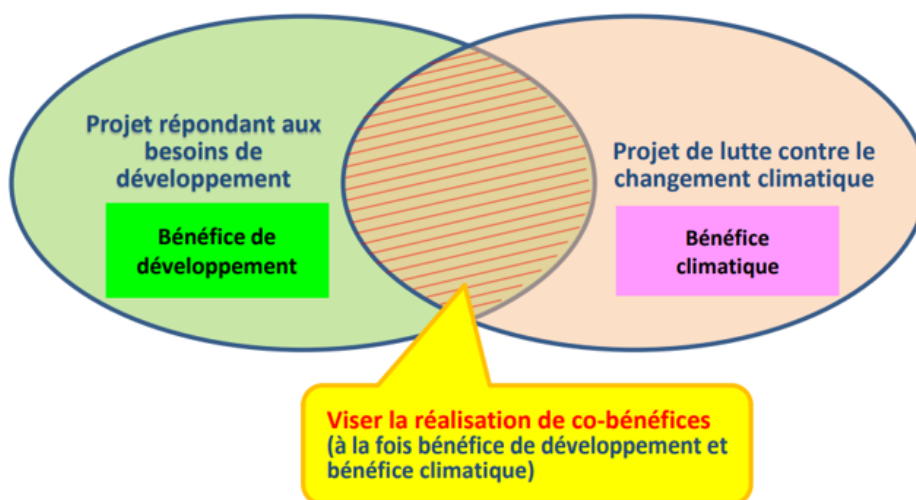 Projet répondant aux
besoins de
développement
Bénéfice de
développement
Projet de lutte contre le
changement climatique
Bénéfice
climatique
Viser la réalisation de co-bénéfices
(à la fois bénéfice de développement et
bénéfice climatique)